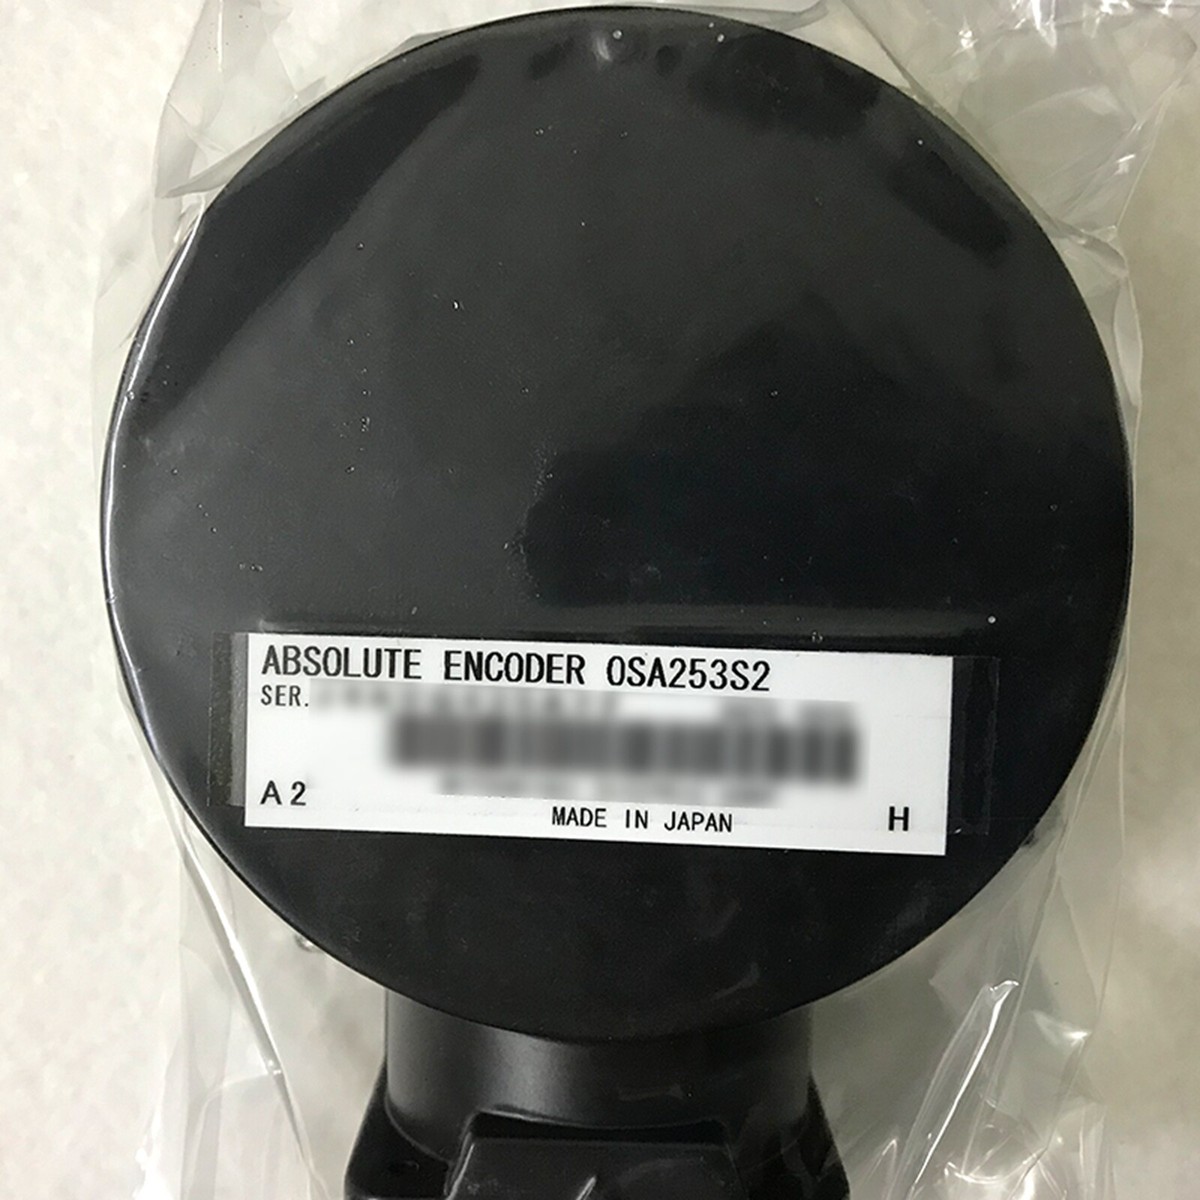 ABSOLUTE ENCODER OSA253S2
SER.
A2
MADE IN JAPAN
H